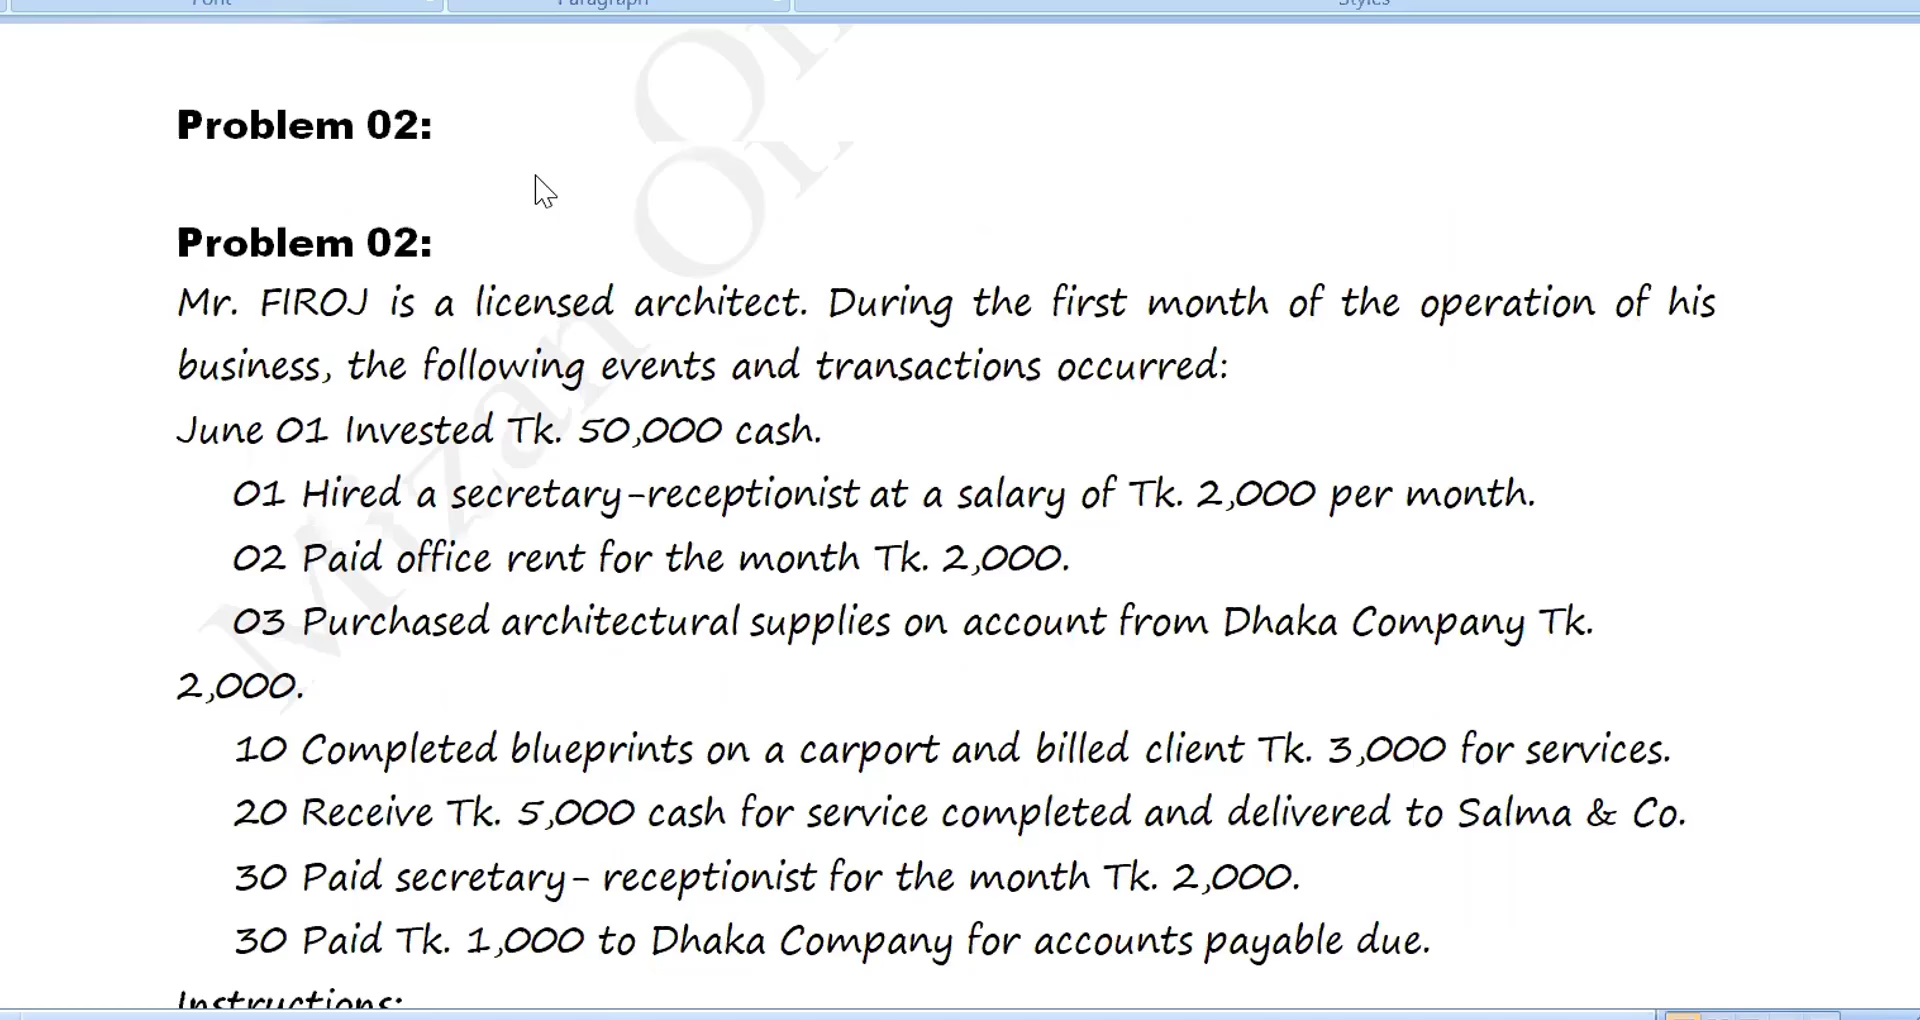 Font Paragraph Styles
Problem 02:
Problem 02:
Mr. FIROJ is a licensed architect. During the first month of the operation of his
business, the following events and transactions occurred:
June 01 Invested Tk. 50,000 cash.
01 Hired a secretary-receptionist at a salary of Tk. 2,000 per month.
02 Paid office rent for the month Tk. 2,000.
03 Purchased architectural supplies on account from Dhaka Company Tk.
2,000.
10 Completed blueprints on a carport and billed client Tk. 3,000 for services.
20 Receive Tk. 5,000 cash for service completed and delivered to Salma & Co.
30 Paid secretary- receptionist for the month Tk. 2,000.
30 Paid Tk. 1,000 to Dhaka Company for accounts payable due.
Instructions:
Mizan